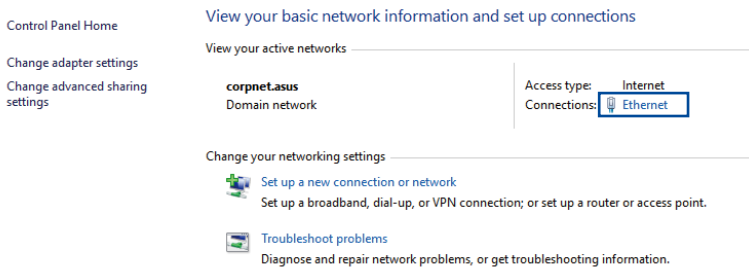 Control Panel Home
Change adapter settings
Change advanced sharing
settings
View your basic network information and set up connections
View your active networks
corpnet.asus
Domain network
Access type: Internet
Connections: Ethernet
Change your networking settings
Set up a new connection or network
Set up a broadband, dial-up, or VPN connection; or set up a router or access point.
Troubleshoot problems
Diagnose and repair network problems, or get troubleshooting information.